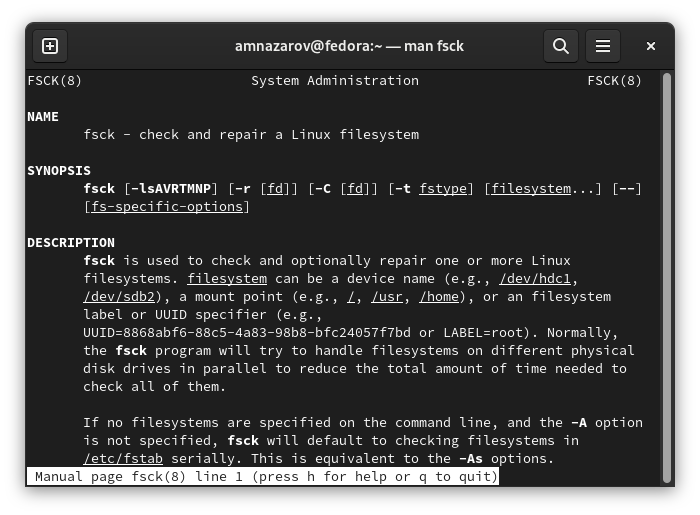 amnazarov@fedora:~ — man fsck
FSCK(8) System Administration FSCK(8)
NAME
fsck - check and repair a Linux filesystem
SYNOPSIS
fsck [-lsAVRTMNP] [-r [fd]] [-C [fd]] [-t fstype] [filesystem...] [--]
[fs-specific-options]
DESCRIPTION
fsck is used to check and optionally repair one or more Linux
filesystems. filesystem can be a device name (e.g., /dev/hdc1,
/dev/sdb2), a mount point (e.g., /, /usr, /home), or an filesystem
label or UUID specifier (e.g.,
UUID=8868abf6-88c5-4a83-98b8-bfc24057f7bd or LABEL=root). Normally,
the fsck program will try to handle filesystems on different physical
disk drives in parallel to reduce the total amount of time needed to
check all of them.
If no filesystems are specified on the command line, and the -A option
is not specified, fsck will default to checking filesystems in
/etc/fstab serially. This is equivalent to the -As options.
Manual page fsck(8) line 1 (press h for help or q to quit)